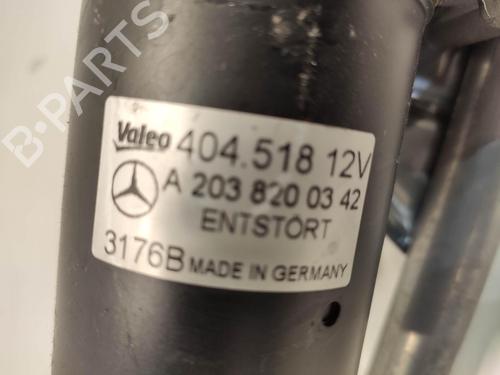 B-PARTS
Valeo 404.518 12V
A 203 820 03 42
ENTSTÖRT
3176B MADE IN GERMANY